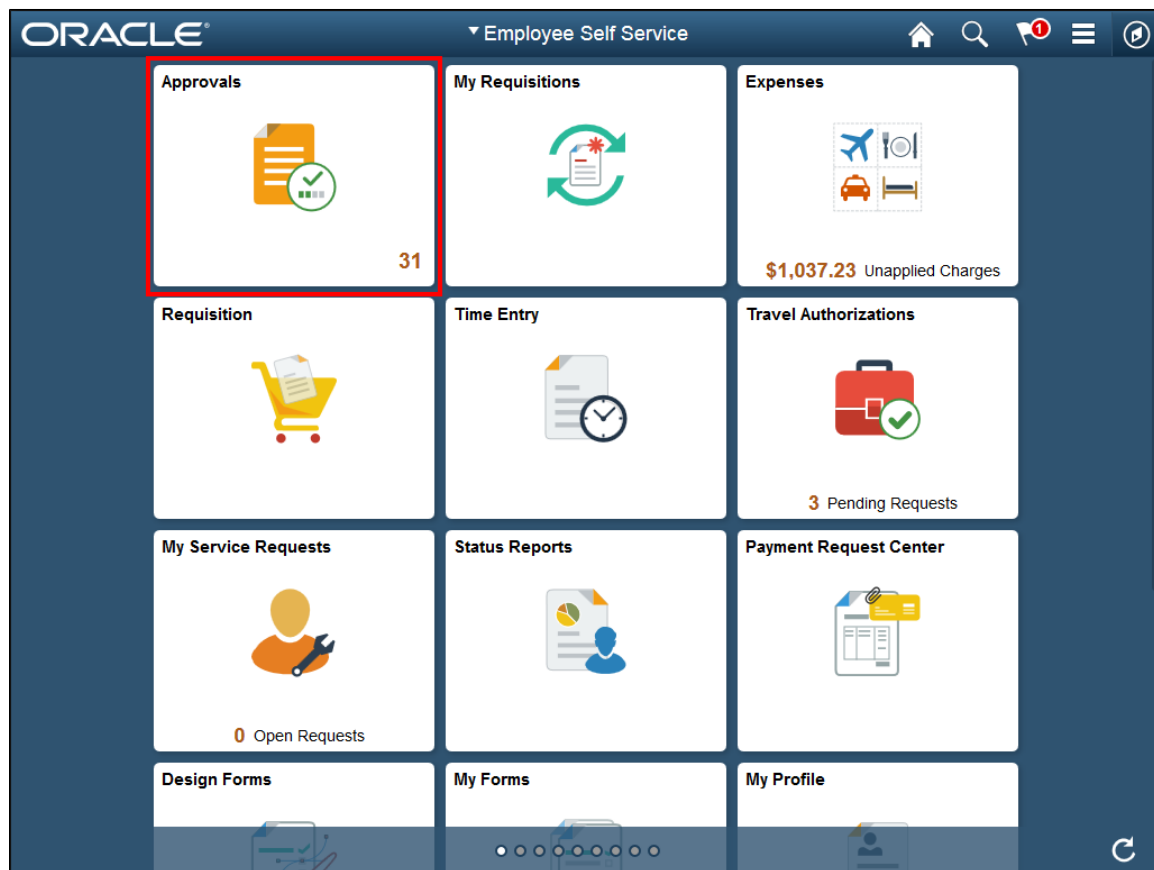 ORACLE®
Employee Self Service
1
Approvals
31
My Requisitions
Expenses
$1,037.23 Unapplied Charges
Requisition
Time Entry
Travel Authorizations
3 Pending Requests
My Service Requests
0 Open Requests
Status Reports
Payment Request Center
Design Forms
My Forms
My Profile